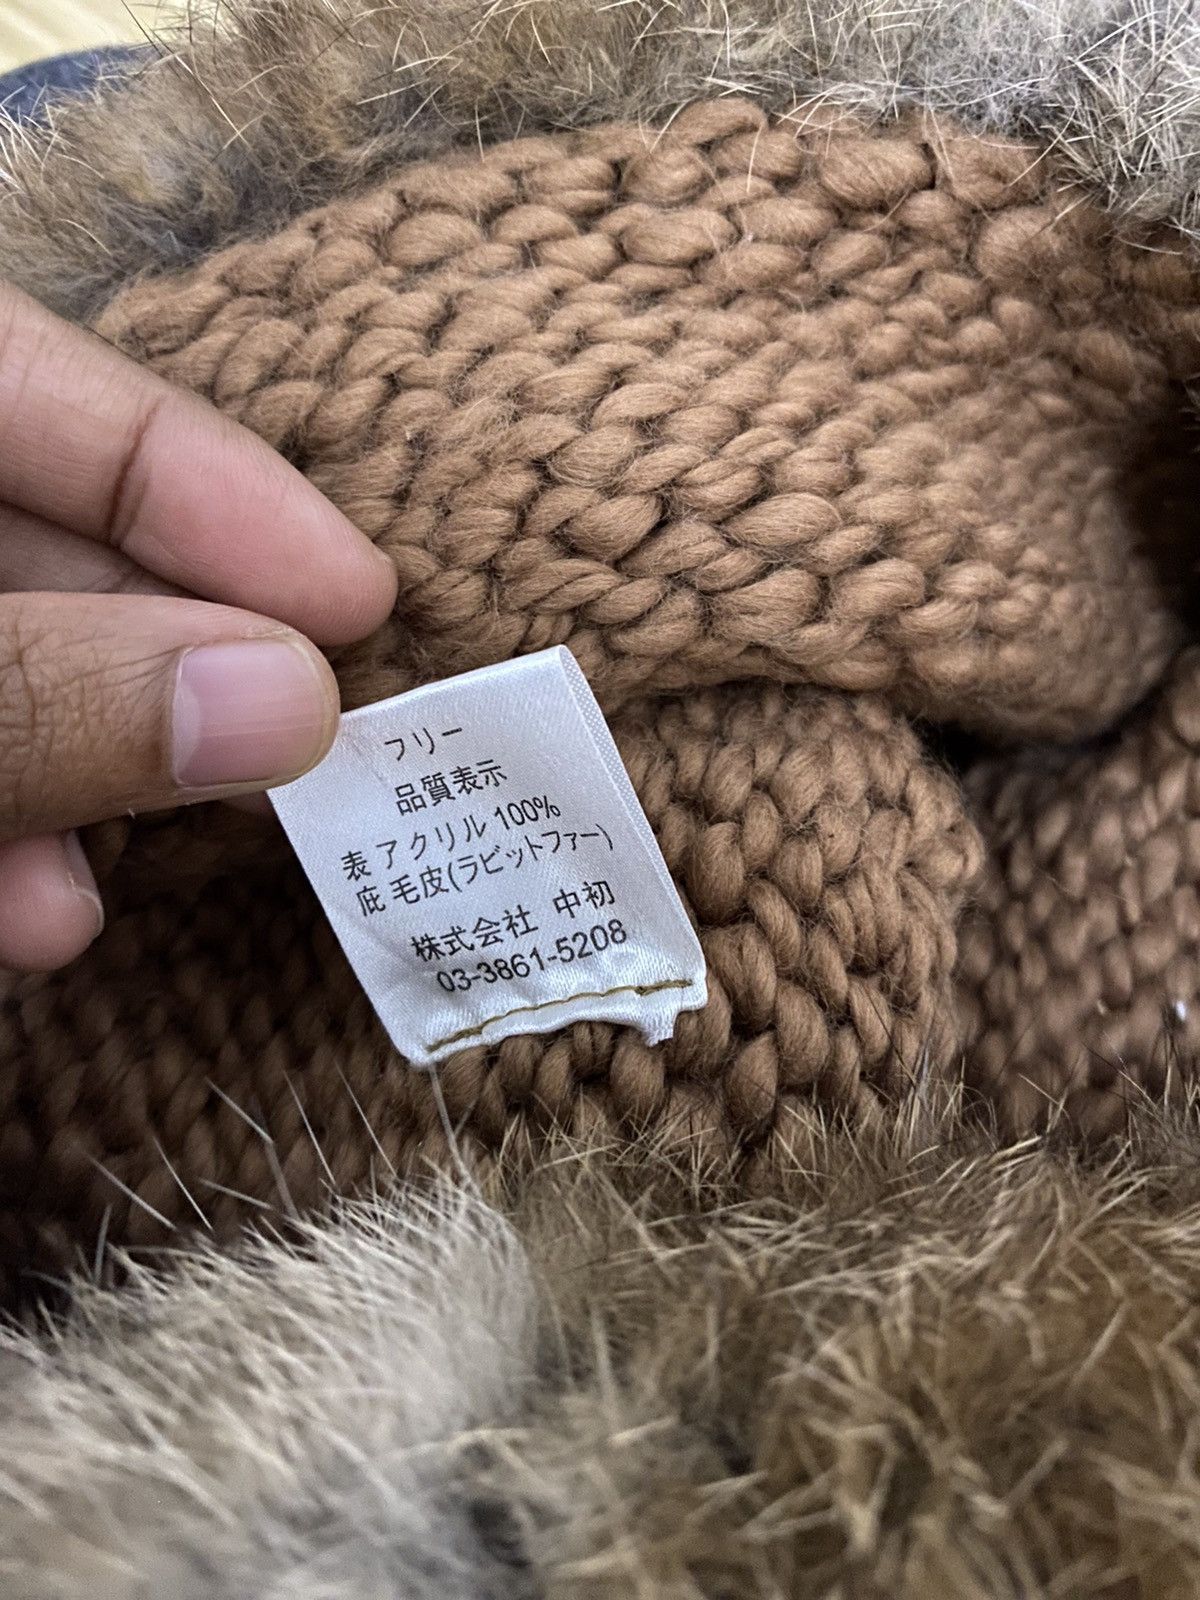 フリー
品質表示
表 アクリル 100%
庇 毛皮(ラビットファー)
株式会社 中初
03-3861-5208